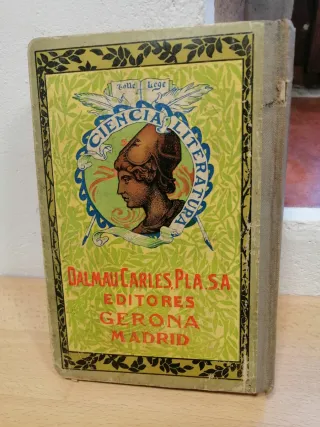 Tolle Lege
CIENCIA LITERATURA
DALMAU CARLES, PLA. S.A.
EDITORES
GERONA
MADRID